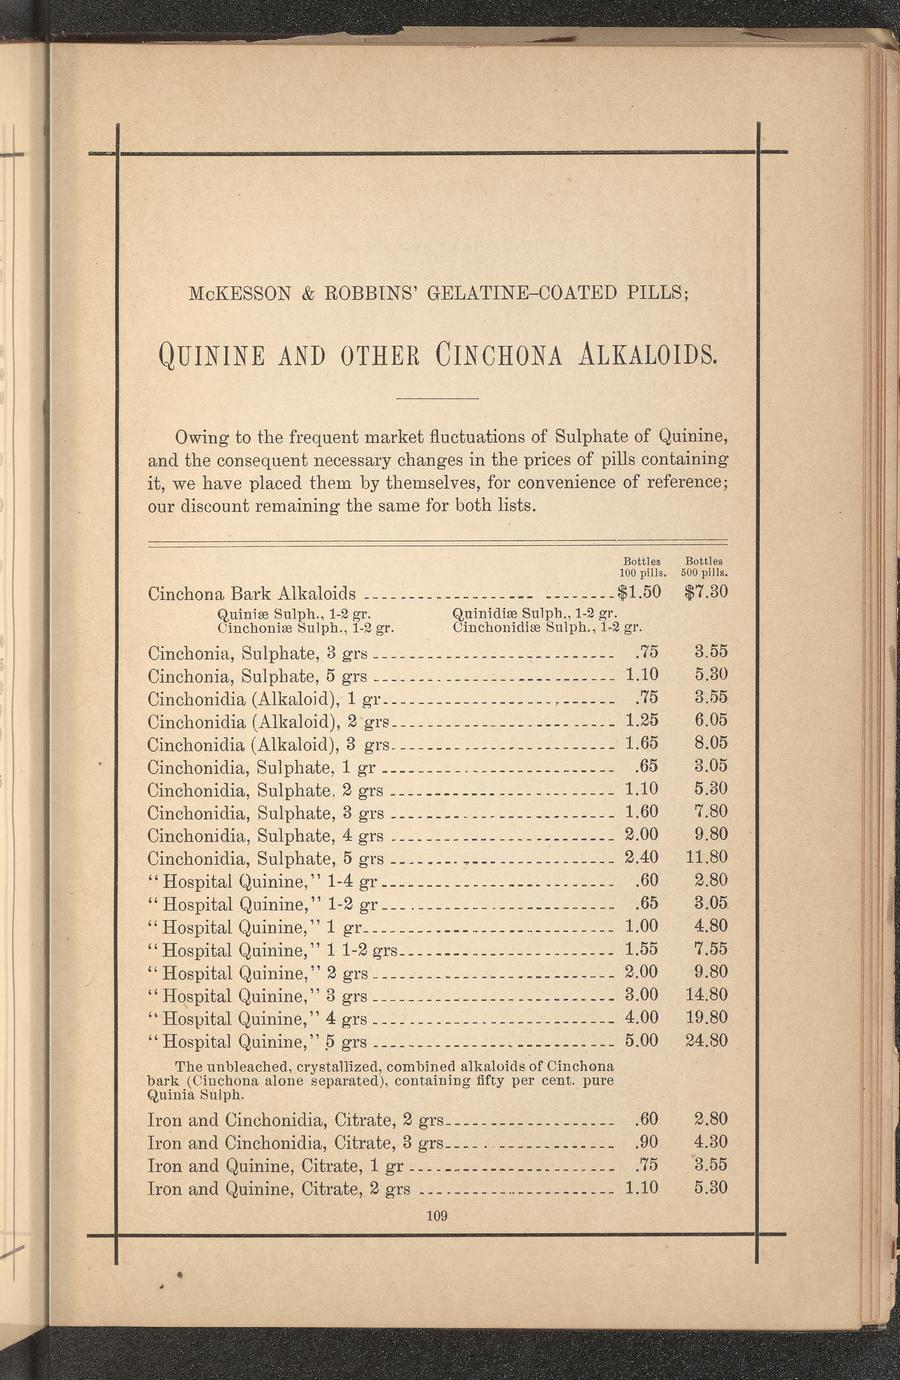 McKESSON & ROBBINS' GELATINE–COATED PILLS;
QUININE AND OTHER CINCHONA ALKALOIDS.
Owing to the frequent market fluctuations of Sulphate of Quinine,
and the consequent necessary changes in the prices of pills containing
it, we have placed them by themselves, for convenience of reference;
our discount remaining the same for both lists.
Bottles Bottles
100 pills. 500 pills.
Cinchona Bark Alkaloids $1.50 $7.30
Quiniæ Sulph., 1-2 gr. Quinidiæ Sulph., 1-2 gr.
Cinchoniæ Sulph., 1-2 gr. Cinchonidiæ Sulph., 1-2 gr.
Cinchonia, Sulphate, 3 grs .75 3.55
Cinchonia, Sulphate, 5 grs 1.10 5.30
Cinchonidia (Alkaloid), 1 gr .75 3.55
Cinchonidia (Alkaloid), 2 grs 1.25 6.05
Cinchonidia (Alkaloid), 3 grs 1.65 8.05
Cinchonidia, Sulphate, 1 gr .65 3.05
Cinchonidia, Sulphate, 2 grs 1.10 5.30
Cinchonidia, Sulphate, 3 grs 1.60 7.80
Cinchonidia, Sulphate, 4 grs 2.00 9.80
Cinchonidia, Sulphate, 5 grs 2.40 11.80
“Hospital Quinine,” 1-4 gr .60 2.80
“Hospital Quinine,” 1-2 gr .65 3.05
“Hospital Quinine,” 1 gr 1.00 4.80
“Hospital Quinine,” 1 1-2 grs 1.55 7.55
“Hospital Quinine,” 2 grs 2.00 9.80
“Hospital Quinine,” 3 grs 3.00 14.80
“Hospital Quinine,” 4 grs 4.00 19.80
“Hospital Quinine,” 5 grs 5.00 24.80
The unbleached, crystallized, combined alkaloids of Cinchona
bark (Cinchona alone separated), containing fifty per cent. pure
Quinia Sulph.
Iron and Cinchonidia, Citrate, 2 grs .60 2.80
Iron and Cinchonidia, Citrate, 3 grs .90 4.30
Iron and Quinine, Citrate, 1 gr .75 3.55
Iron and Quinine, Citrate, 2 grs 1.10 5.30
109